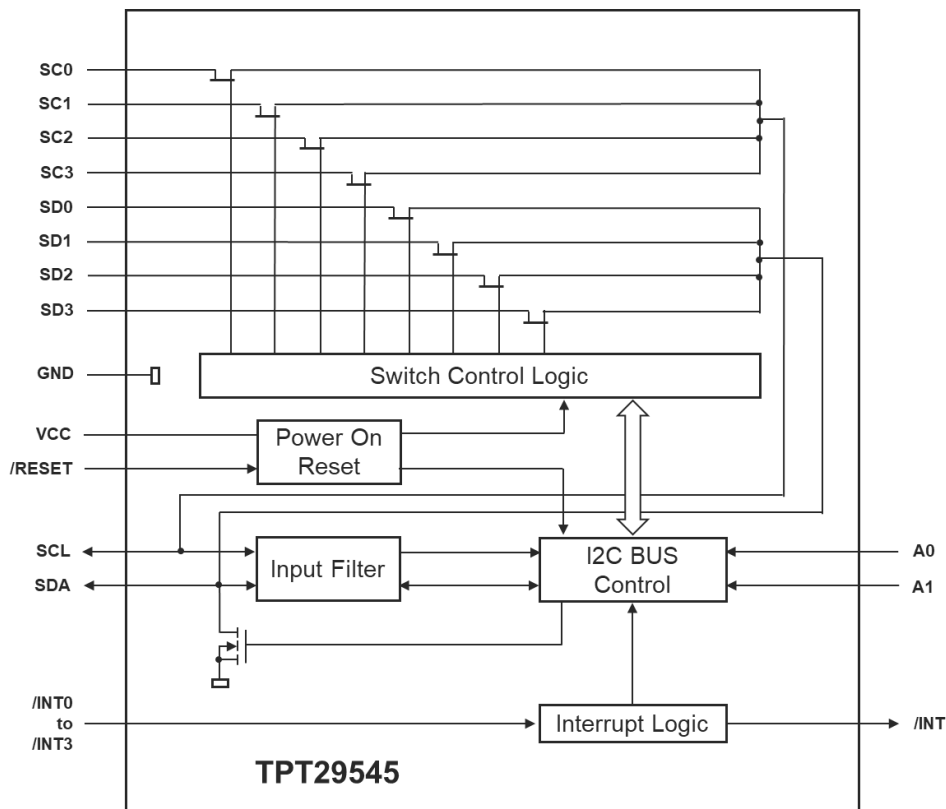 SC0
SC1
SC2
SC3
SD0
SD1
SD2
SD3
GND
Switch Control Logic
VCC
Power On
Reset
/RESET
SCL
Input Filter
I2C BUS
Control
A0
SDA
A1
/INT0
to
/INT3
Interrupt Logic
/INT
TPT29545